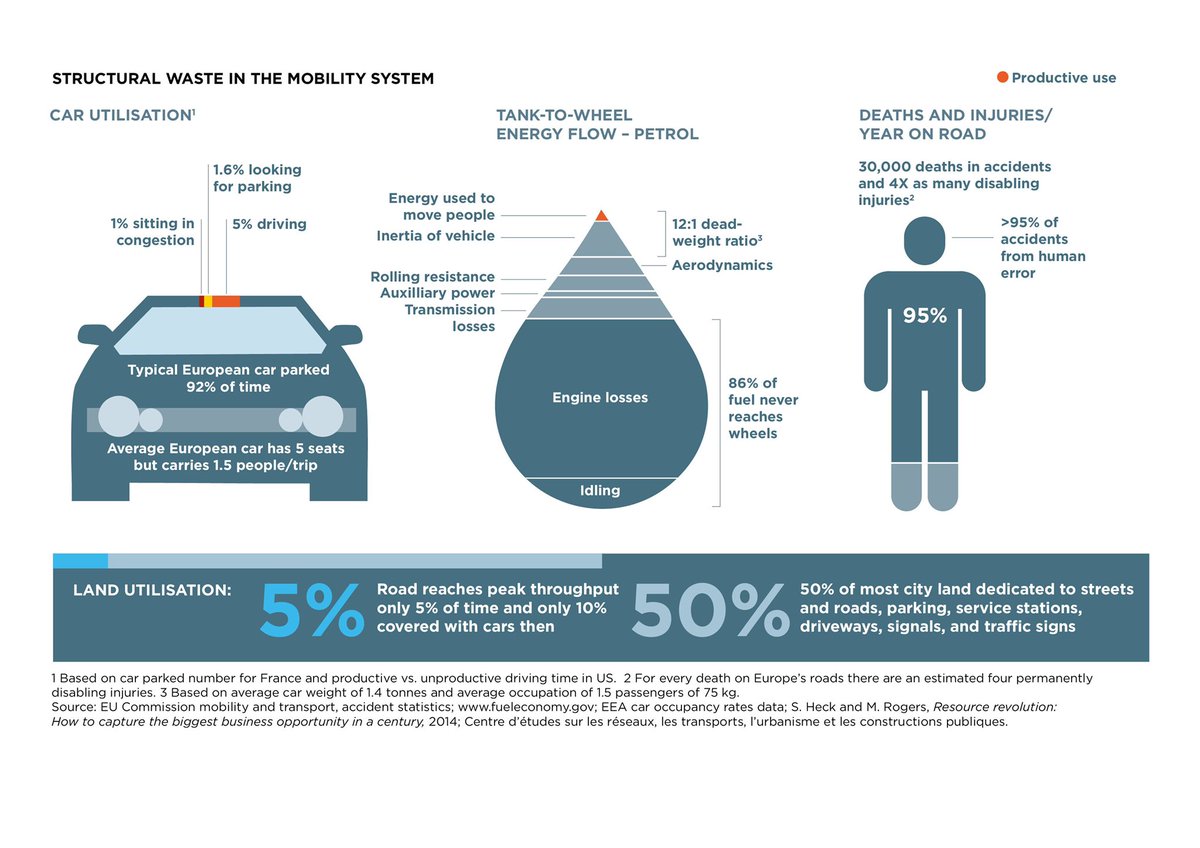 STRUCTURAL WASTE IN THE MOBILITY SYSTEM
Productive use
CAR UTILISATION¹
1.6% looking
for parking
1% sitting in
congestion
5% driving
Typical European car parked
92% of time
Average European car has 5 seats
but carries 1.5 people/trip
TANK-TO-WHEEL
ENERGY FLOW – PETROL
Energy used to
move people
Inertia of vehicle
12:1 dead-
weight ratio³
Aerodynamics
Rolling resistance
Auxilliary power
Transmission
losses
Engine losses
86% of
fuel never
reaches
wheels
Idling
DEATHS AND INJURIES/
YEAR ON ROAD
30,000 deaths in accidents
and 4X as many disabling
injuries²
>95% of
accidents
from human
error
95%
LAND UTILISATION:
5%
Road reaches peak throughput
only 5% of time and only 10%
covered with cars then
50%
50% of most city land dedicated to streets
and roads, parking, service stations,
driveways, signals, and traffic signs
1 Based on car parked number for France and productive vs. unproductive driving time in US. 2 For every death on Europe's roads there are an estimated four permanently
disabling injuries. 3 Based on average car weight of 1.4 tonnes and average occupation of 1.5 passengers of 75 kg.
Source: EU Commission mobility and transport, accident statistics; www.fueleconomy.gov; EEA car occupancy rates data; S. Heck and M. Rogers, Resource revolution:
How to capture the biggest business opportunity in a century, 2014; Centre d'études sur les réseaux, les transports, l'urbanisme et les constructions publiques.